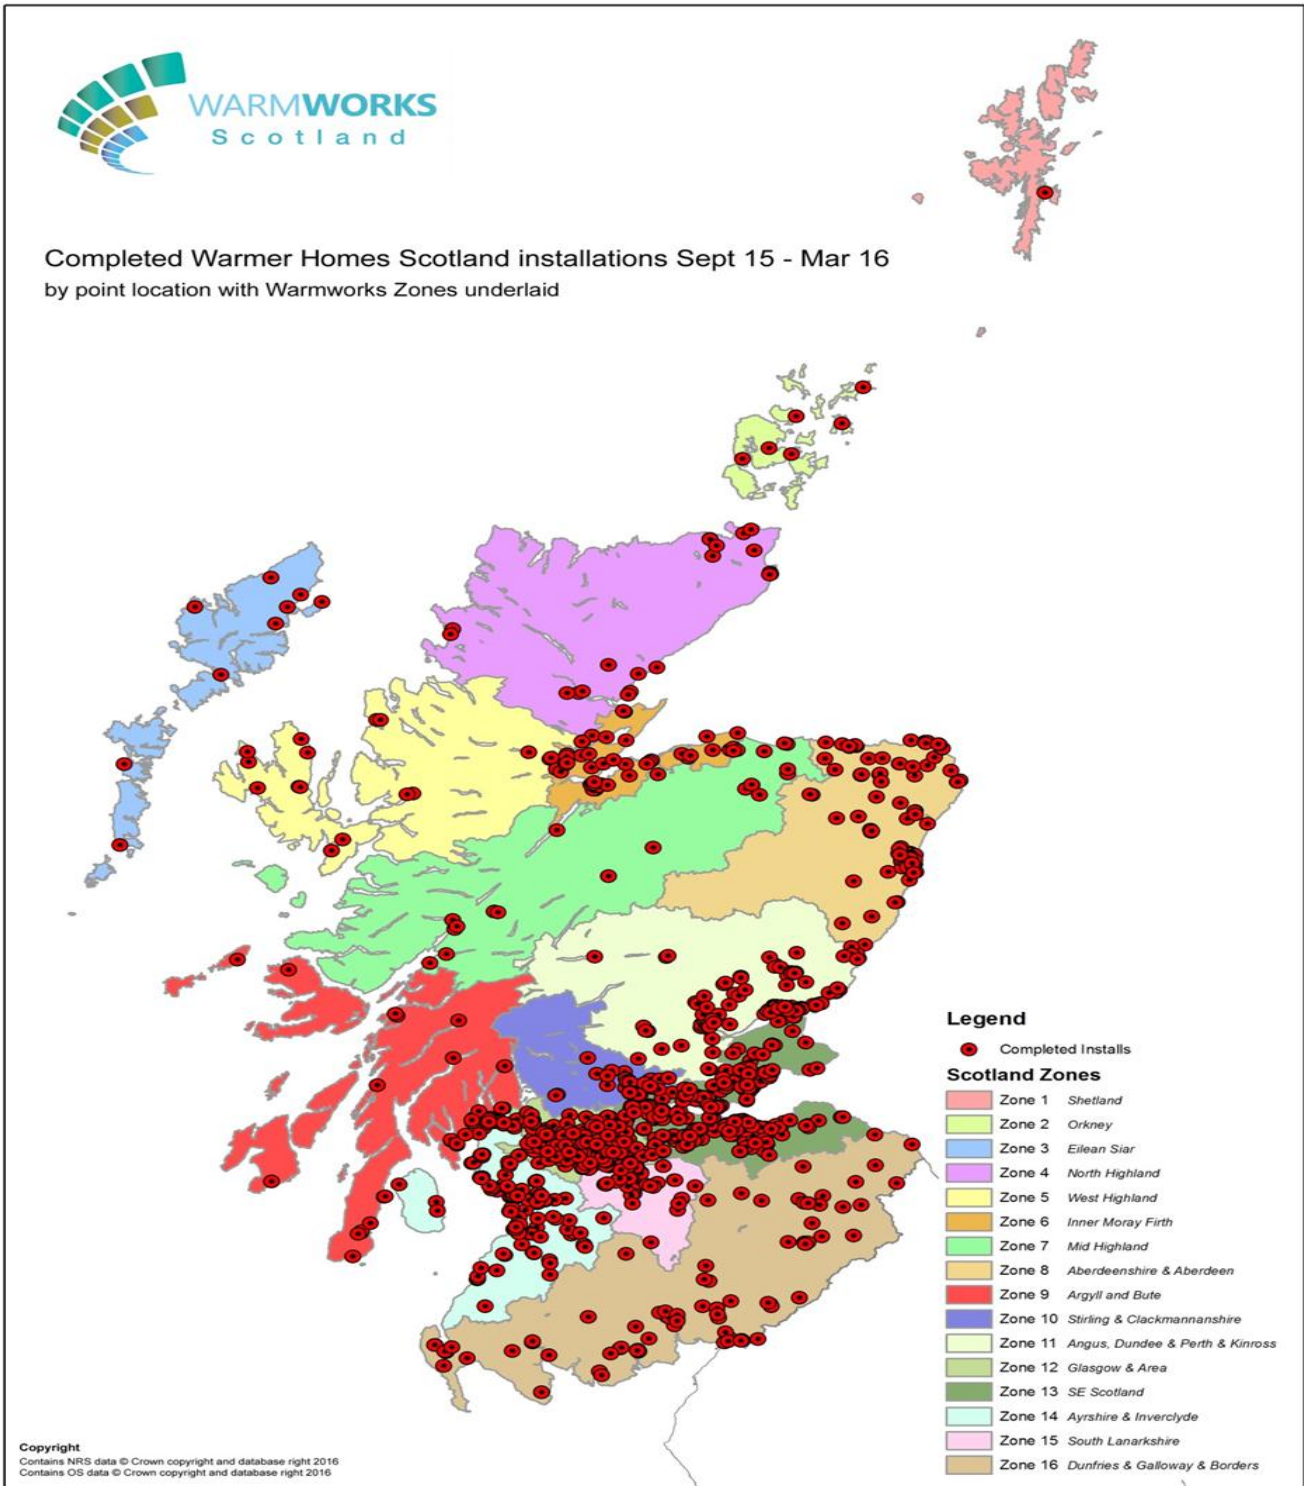 WARMWORKS
Scotland
Completed Warmer Homes Scotland installations Sept 15 - Mar 16
by point location with Warmworks Zones underlaid
Legend
Completed Installs
Scotland Zones
Zone 1 Shetland
Zone 2 Orkney
Zone 3 Eilean Siar
Zone 4 North Highland
Zone 5 West Highland
Zone 6 Inner Moray Firth
Zone 7 Mid Highland
Zone 8 Aberdeenshire & Aberdeen
Zone 9 Argyll and Bute
Zone 10 Stirling & Clackmannanshire
Zone 11 Angus, Dundee & Perth & Kinross
Zone 12 Glasgow & Area
Zone 13 SE Scotland
Zone 14 Ayrshire & Inverclyde
Zone 15 South Lanarkshire
Zone 16 Dunfries & Galloway & Borders
Copyright
Contains NRS data © Crown copyright and database right 2016
Contains OS data © Crown copyright and database right 2016